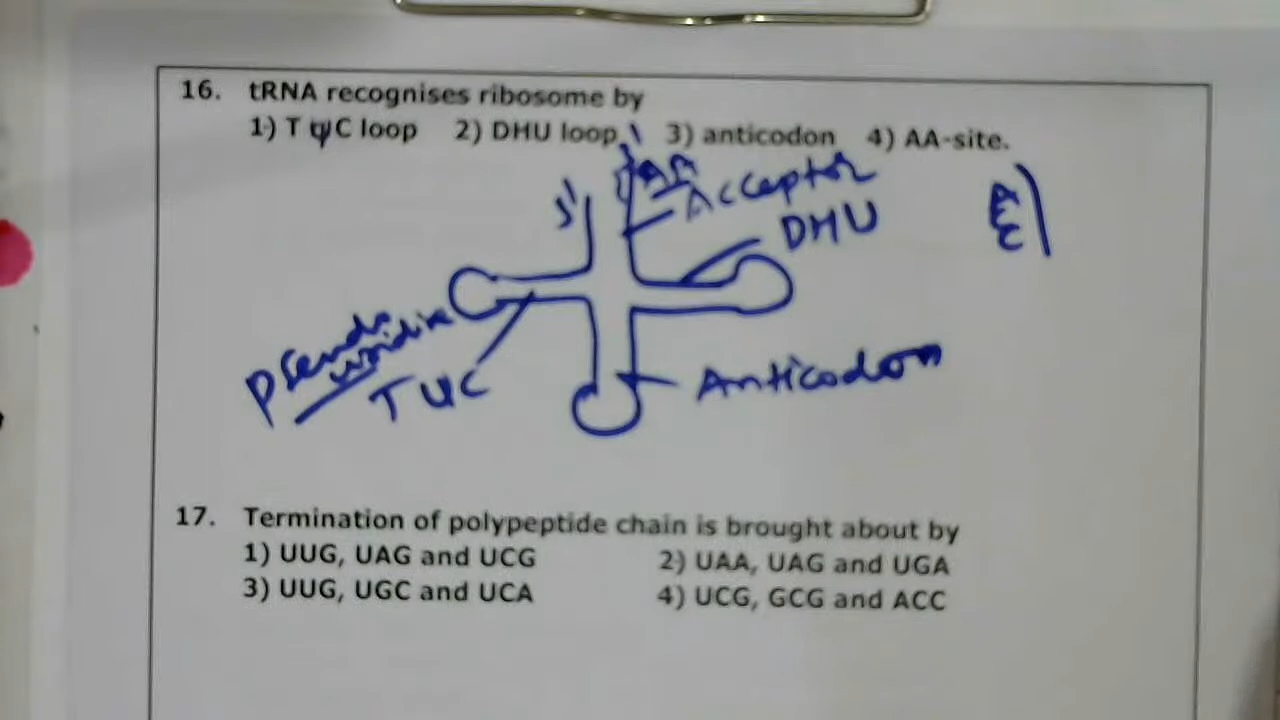 16. tRNA recognises ribosome by
1) TψC loop 2) DHU loop 3) anticodon 4) AA-site.
Acceptor
DHU
Pseudo
uridine
TψC
Anticodon
17. Termination of polypeptide chain is brought about by
1) UUG, UAG and UCG 2) UAA, UAG and UGA
3) UUG, UGC and UCA 4) UCG, GCG and ACC